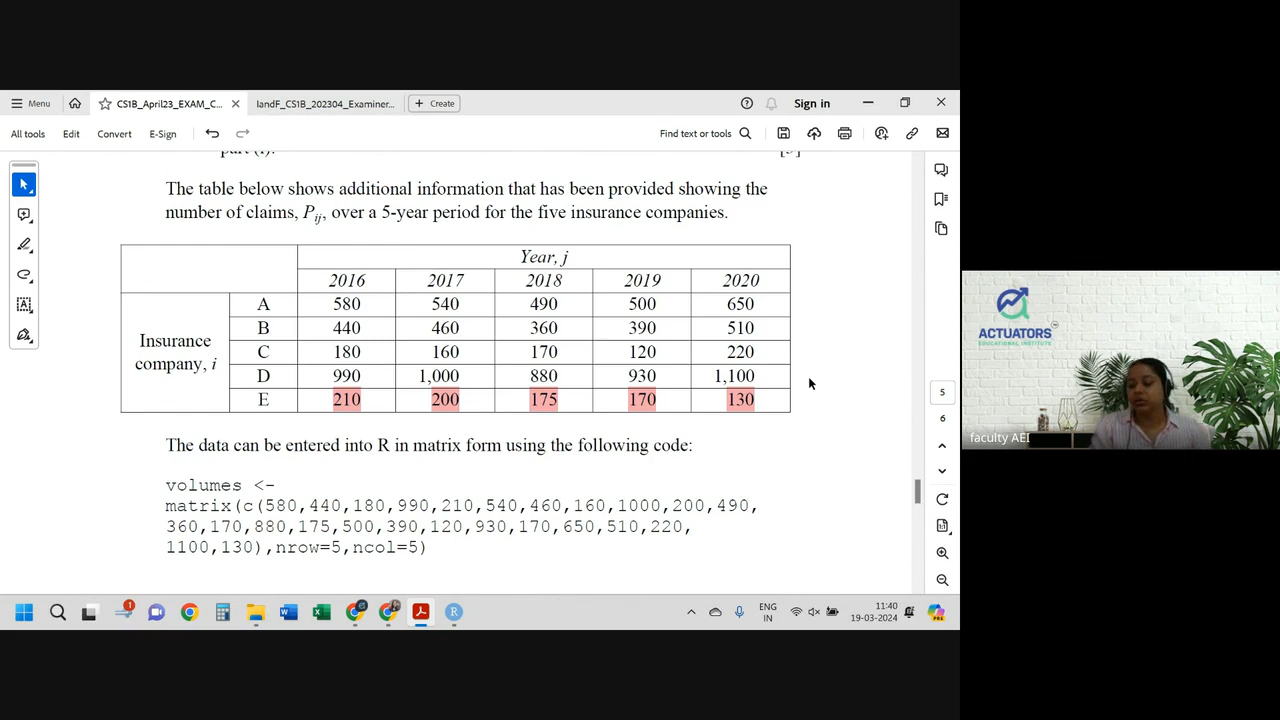 Menu
CS1B_April23_EXAM_C...
IandF_CS1B_202304_Examiner...
Create
Sign in
All tools Edit Convert E-Sign
Find text or tools
The table below shows additional information that has been provided showing the
number of claims, Pij, over a 5-year period for the five insurance companies.
Year, j
2016 2017 2018 2019 2020
Insurance
company, i
A 580 540 490 500 650
B 440 460 360 390 510
C 180 160 170 120 220
D 990 1,000 880 930 1,100
E 210 200 175 170 130
The data can be entered into R in matrix form using the following code:
volumes <-
matrix(c(580,440,180,990,210,540,460,160,1000,200,490,
360,170,880,175,500,390,120,930,170,650,510,220,
1100,130),nrow=5,ncol=5)
5
6
1
ENG
IN
11:40
19-03-2024
ACTUATORS
EDUCATIONAL INSTITUTE
faculty AEI